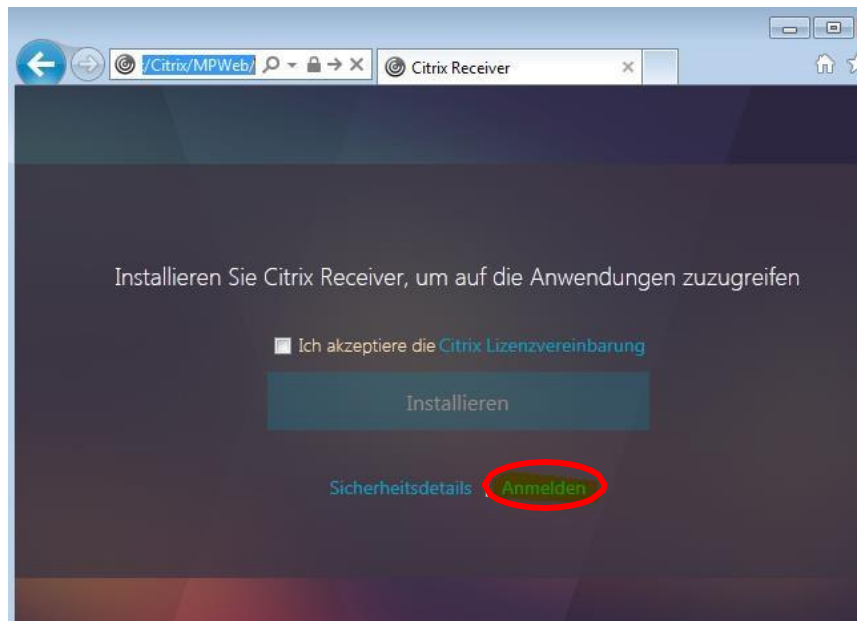 :/Citrix/MPWeb/
Citrix Receiver
Installieren Sie Citrix Receiver, um auf die Anwendungen zuzugreifen
Ich akzeptiere die Citrix Lizenzvereinbarung
Installieren
Sicherheitsdetails | Anmelden